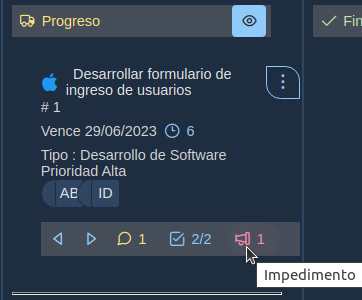 Progreso
Fin
Desarrollar formulario de
ingreso de usuarios
# 1
Vence 29/06/2023 6
Tipo : Desarrollo de Software
Prioridad Alta
AB ID
1 2/2 1
Impedimento